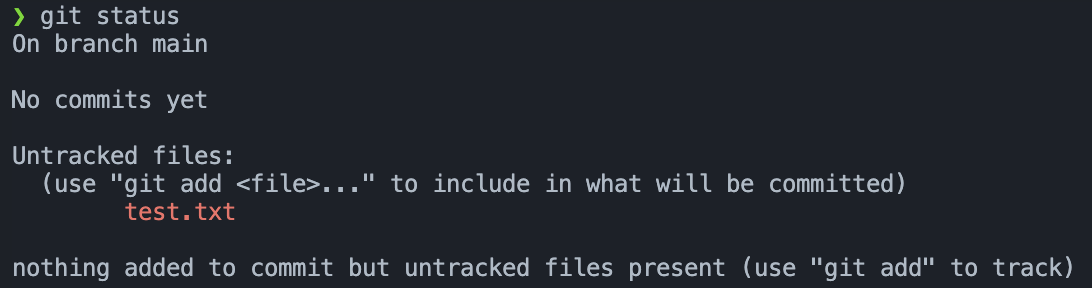 ❯ git status
On branch main
No commits yet
Untracked files:
(use "git add <file>..." to include in what will be committed)
test.txt
nothing added to commit but untracked files present (use "git add" to track)